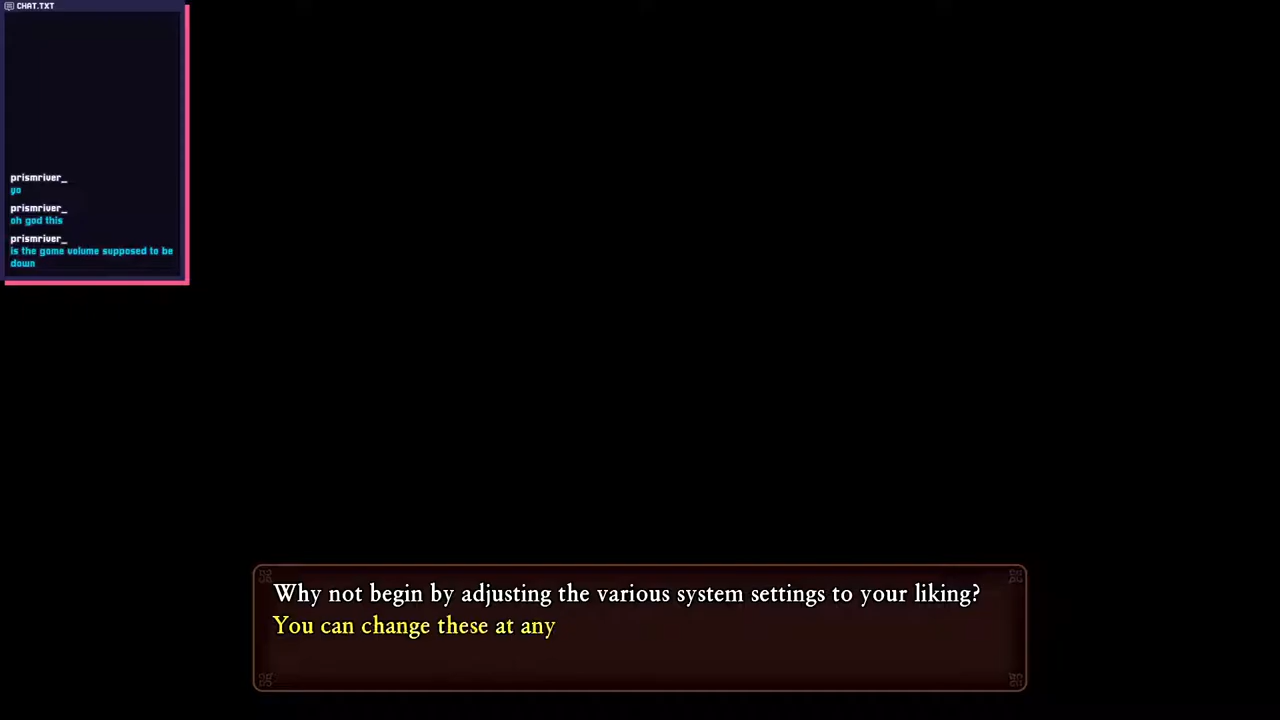 CHAT.TXT
prismriver_
yo
prismriver_
oh god this
prismriver_
is the game volume supposed to be
down
Why not begin by adjusting the various system settings to your liking?
You can change these at any